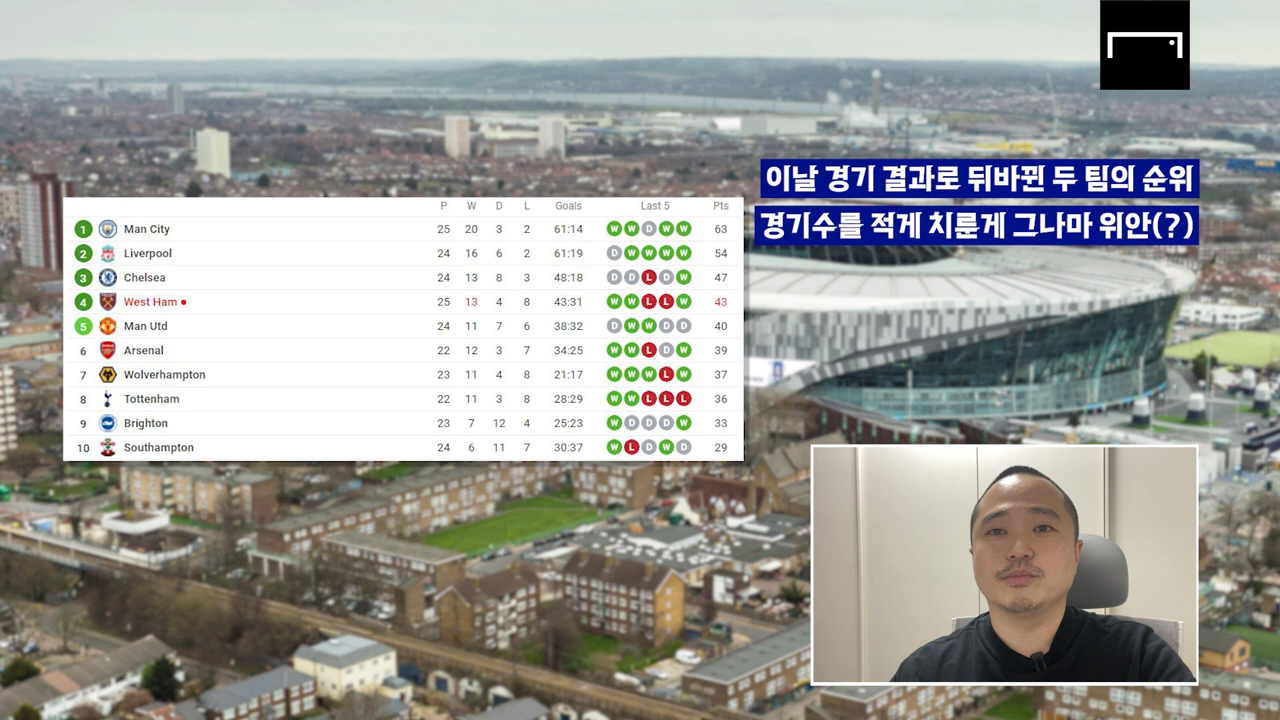 이날 경기 결과로 뒤바뀐 두 팀의 순위
경기수를 적게 치룬게 그나마 위안(?)
P W D L Goals Last 5 Pts
1 Man City 25 20 3 2 61:14 W W D W W 63
2 Liverpool 24 16 6 2 61:19 D W W W W 54
3 Chelsea 24 13 8 3 48:18 D D L D W 47
4 West Ham 25 13 4 8 43:31 W W L L W 43
5 Man Utd 24 11 7 6 38:32 D W W D D 40
6 Arsenal 22 12 3 7 34:25 W W L D W 39
7 Wolverhampton 23 11 4 8 21:17 W W W L W 37
8 Tottenham 22 11 3 8 28:29 W W L L L 36
9 Brighton 23 7 12 4 25:23 W D D D W 33
10 Southampton 24 6 11 7 30:37 W L D W D 29